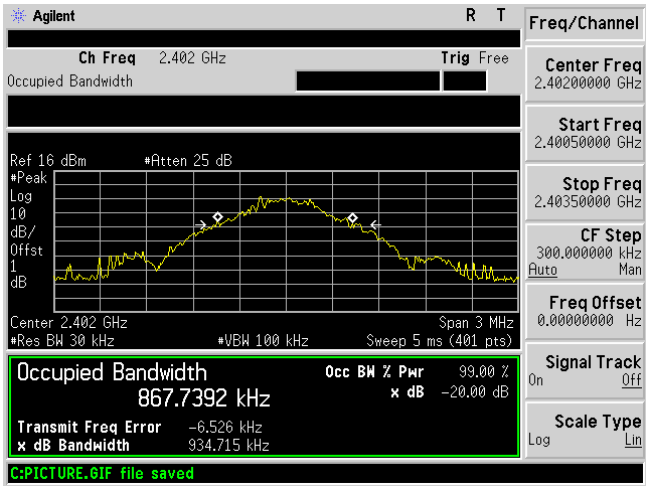 Agilent R T
Freq/Channel
Ch Freq 2.402 GHz Trig Free
Occupied Bandwidth
Center Freq
2.40200000 GHz
Start Freq
2.40050000 GHz
Stop Freq
2.40350000 GHz
CF Step
300.000000 kHz
Auto Man
Freq Offset
0.00000000 Hz
Signal Track
On Off
Scale Type
Log Lin
Ref 16 dBm #Atten 25 dB
#Peak
Log
10
dB/
Offst
1
dB
Center 2.402 GHz Span 3 MHz
#Res BW 30 kHz #VBW 100 kHz Sweep 5 ms (401 pts)
Occupied Bandwidth Occ BW % Pwr 99.00 %
867.7392 kHz x dB -20.00 dB
Transmit Freq Error -6.526 kHz
x dB Bandwidth 934.715 kHz
C:PICTURE.GIF file saved